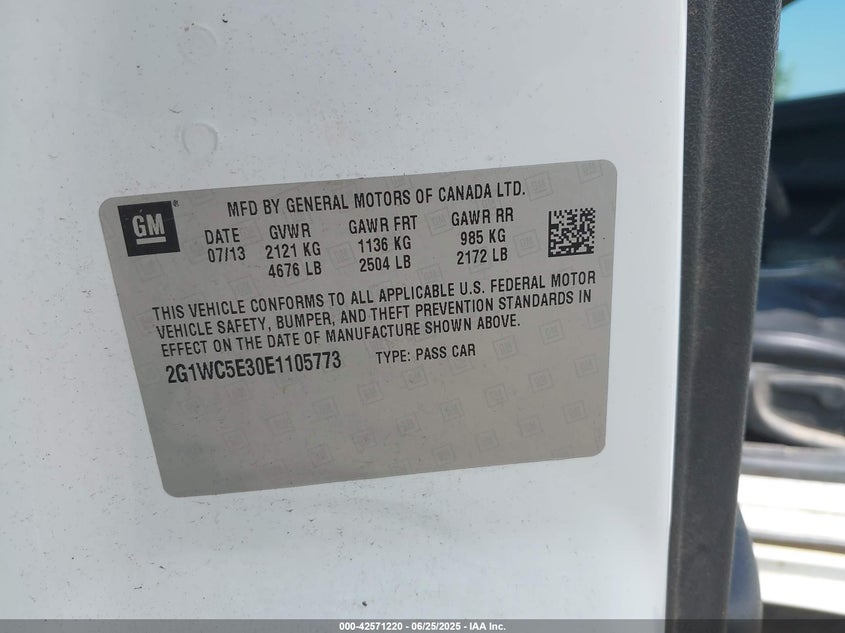 GM
MFD BY GENERAL MOTORS OF CANADA LTD.
DATE GVWR GAWR FRT GAWR RR
07/13 2121 KG 1136 KG 985 KG
4676 LB 2504 LB 2172 LB
THIS VEHICLE CONFORMS TO ALL APPLICABLE U.S. FEDERAL MOTOR
VEHICLE SAFETY, BUMPER, AND THEFT PREVENTION STANDARDS IN
EFFECT ON THE DATE OF MANUFACTURE SHOWN ABOVE.
2G1WC5E30E1105773 TYPE: PASS CAR
000-42571220 - 06/25/2025 - IAA Inc.